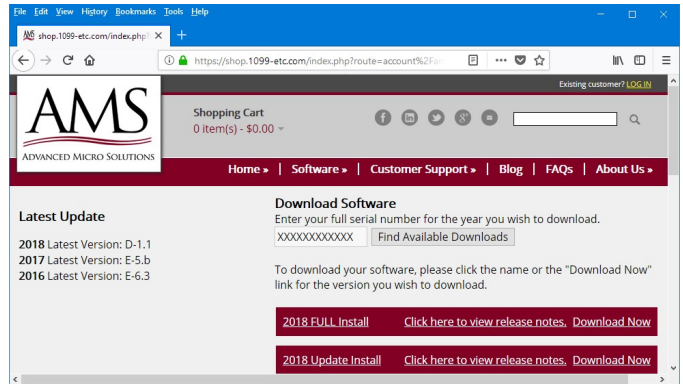 File Edit View History Bookmarks Tools Help
shop.1099-etc.com/index.php?
https://shop.1099-etc.com/index.php?route=account%2Fam
Existing customer? LOG IN
AMS
ADVANCED MICRO SOLUTIONS
Shopping Cart
0 item(s) - $0.00
Home » | Software » | Customer Support » | Blog | FAQs | About Us »
Latest Update
2018 Latest Version: D-1.1
2017 Latest Version: E-5.b
2016 Latest Version: E-6.3
Download Software
Enter your full serial number for the year you wish to download.
XXXXXXXXXXXX Find Available Downloads
To download your software, please click the name or the "Download Now"
link for the version you wish to download.
2018 FULL Install Click here to view release notes. Download Now
2018 Update Install Click here to view release notes. Download Now